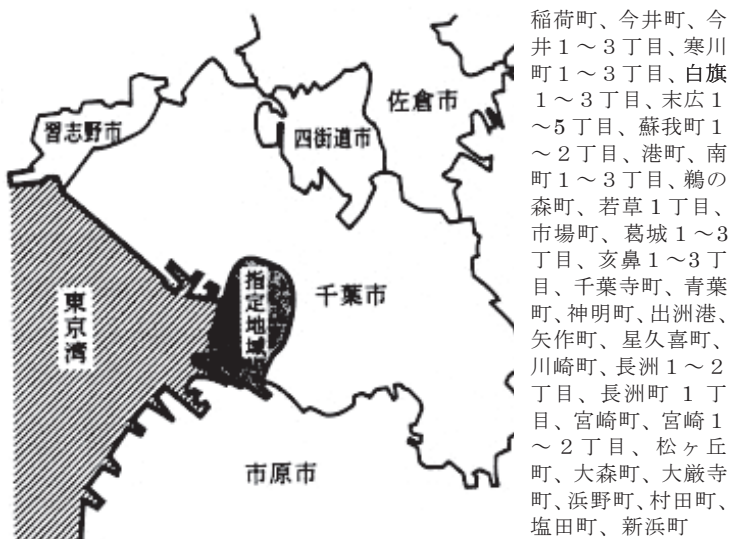 佐倉市
習志野市
四街道市
千葉市
指定地域
東京湾
市原市
稲荷町、今井町、今
井１～３丁目、寒川
町１～３丁目、白旗
１～３丁目、末広１
～5丁目、蘇我町１
～２丁目、港町、南
町１～３丁目、鵜の
森町、若草１丁目、
市場町、葛城１～3
丁目、亥鼻１～3丁
目、千葉寺町、青葉
町、神明町、出洲港、
矢作町、星久喜町、
川崎町、長洲１～２
丁目、長洲町１丁
目、宮崎町、宮崎１
～２丁目、松ヶ丘
町、大森町、大厳寺
町、浜野町、村田町、
塩田町、新浜町